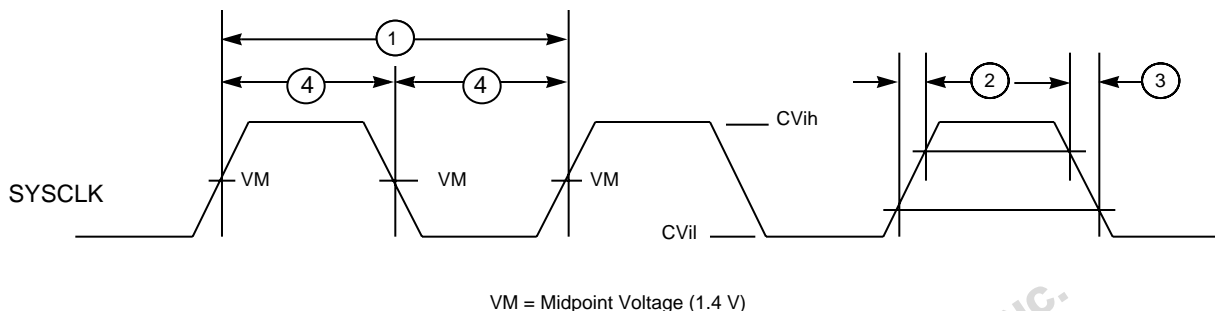 1
4 4 2 3
CVih
VM VM VM
SYSCLK
CVil
VM = Midpoint Voltage (1.4 V)